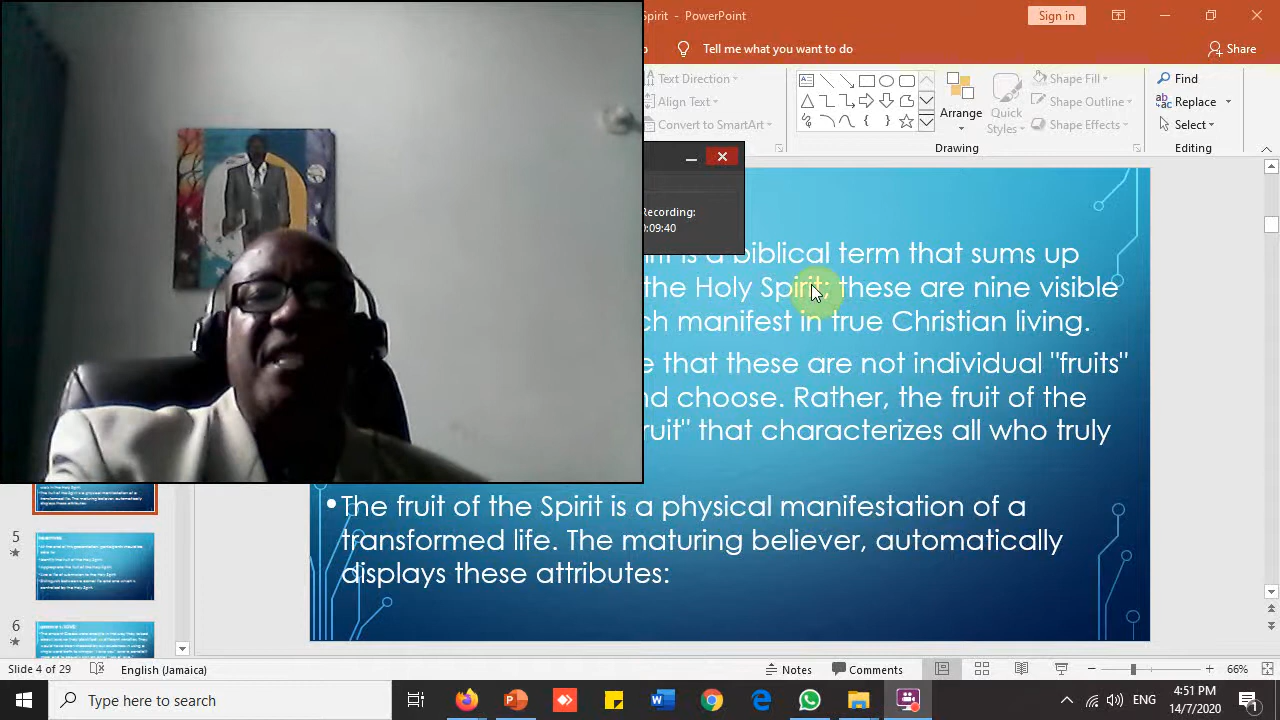 Spirit - PowerPoint
Sign in
Tell me what you want to do
Share
Text Direction
Align Text
Convert to SmartArt
Arrange
Quick
Styles
Shape Fill
Shape Outline
Shape Effects
Drawing
Find
Replace
Select
Editing
Recording:
0:09:40
is a biblical term that sums up
the Holy Spirit; these are nine visible
ch manifest in true Christian living.
e that these are not individual "fruits"
nd choose. Rather, the fruit of the
ruit" that characterizes all who truly
• The fruit of the Spirit is a physical manifestation of a
transformed life. The maturing believer, automatically
displays these attributes:
5
6
Slide 4 of 29
English (Jamaica)
Notes
Comments
66%
Type here to search
ENG
4:51 PM
14/7/2020
1